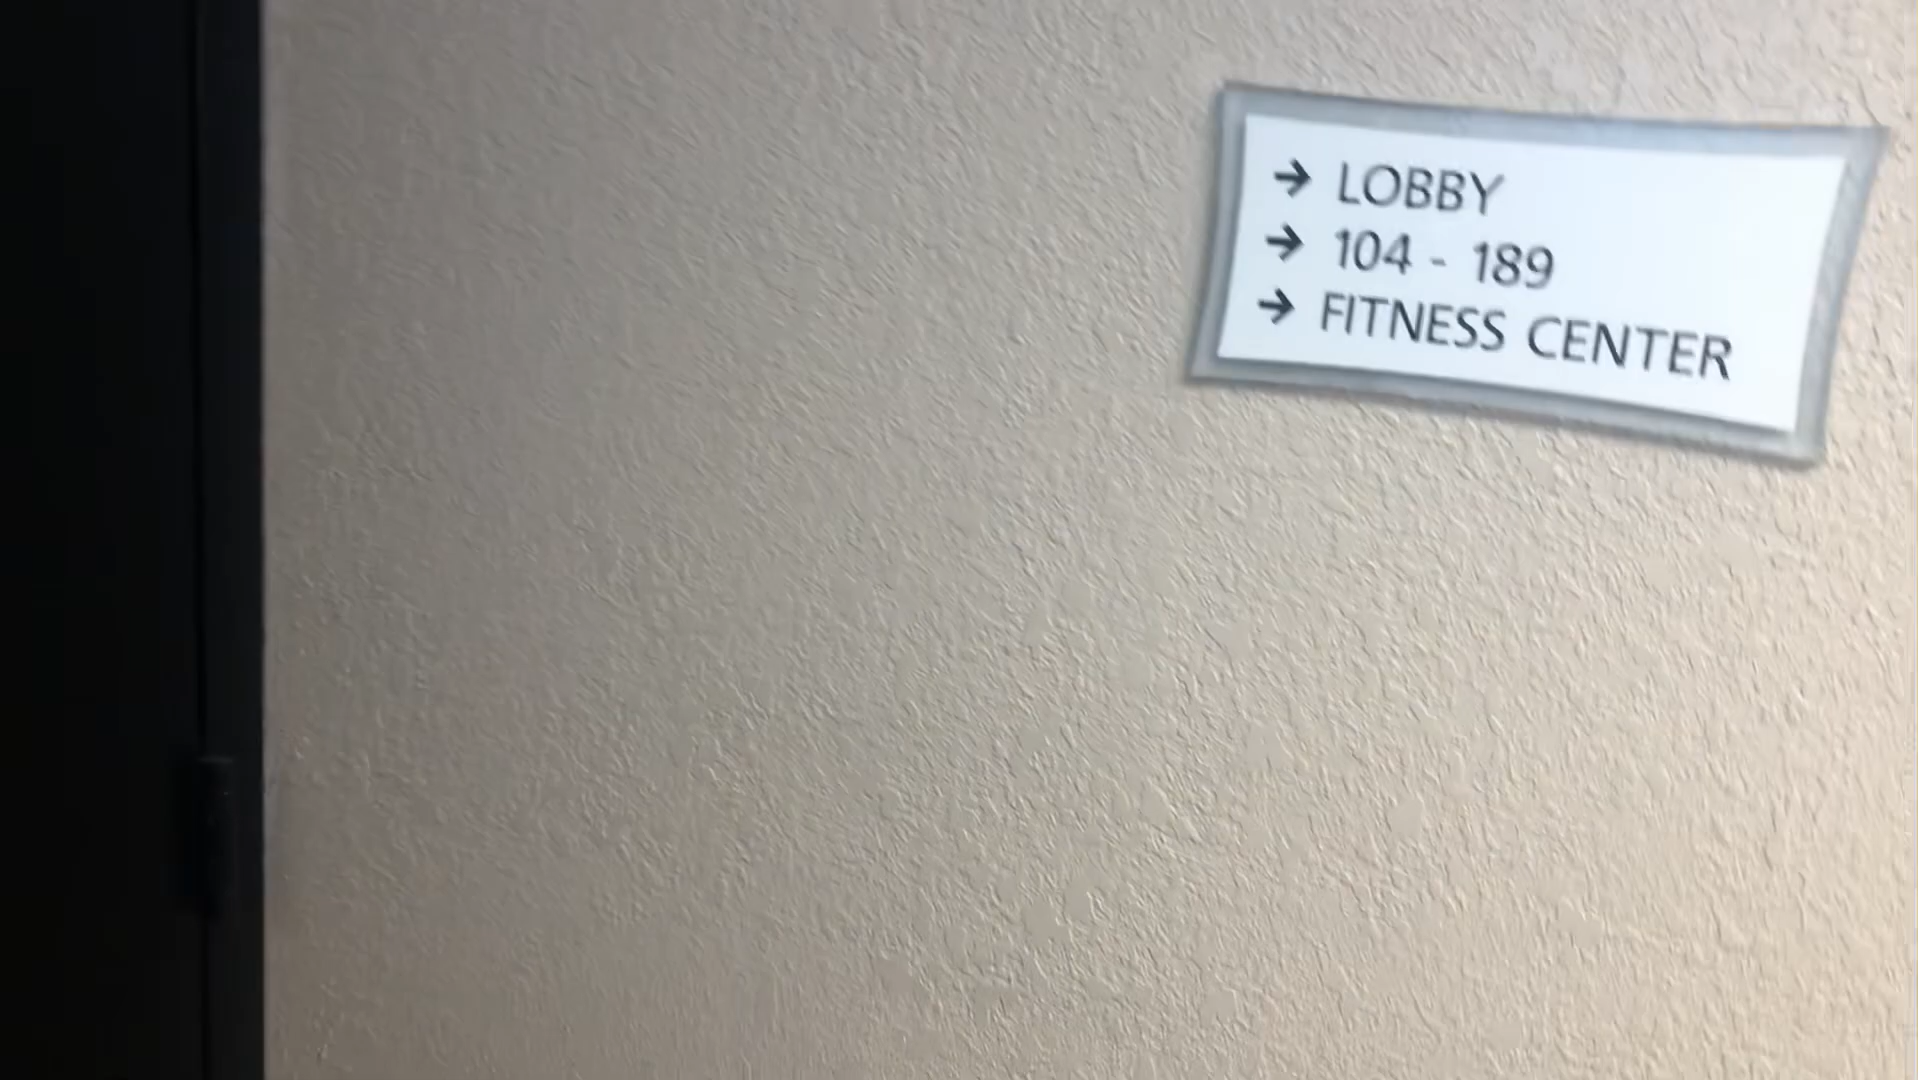 → LOBBY
→ 104 - 189
→ FITNESS CENTER